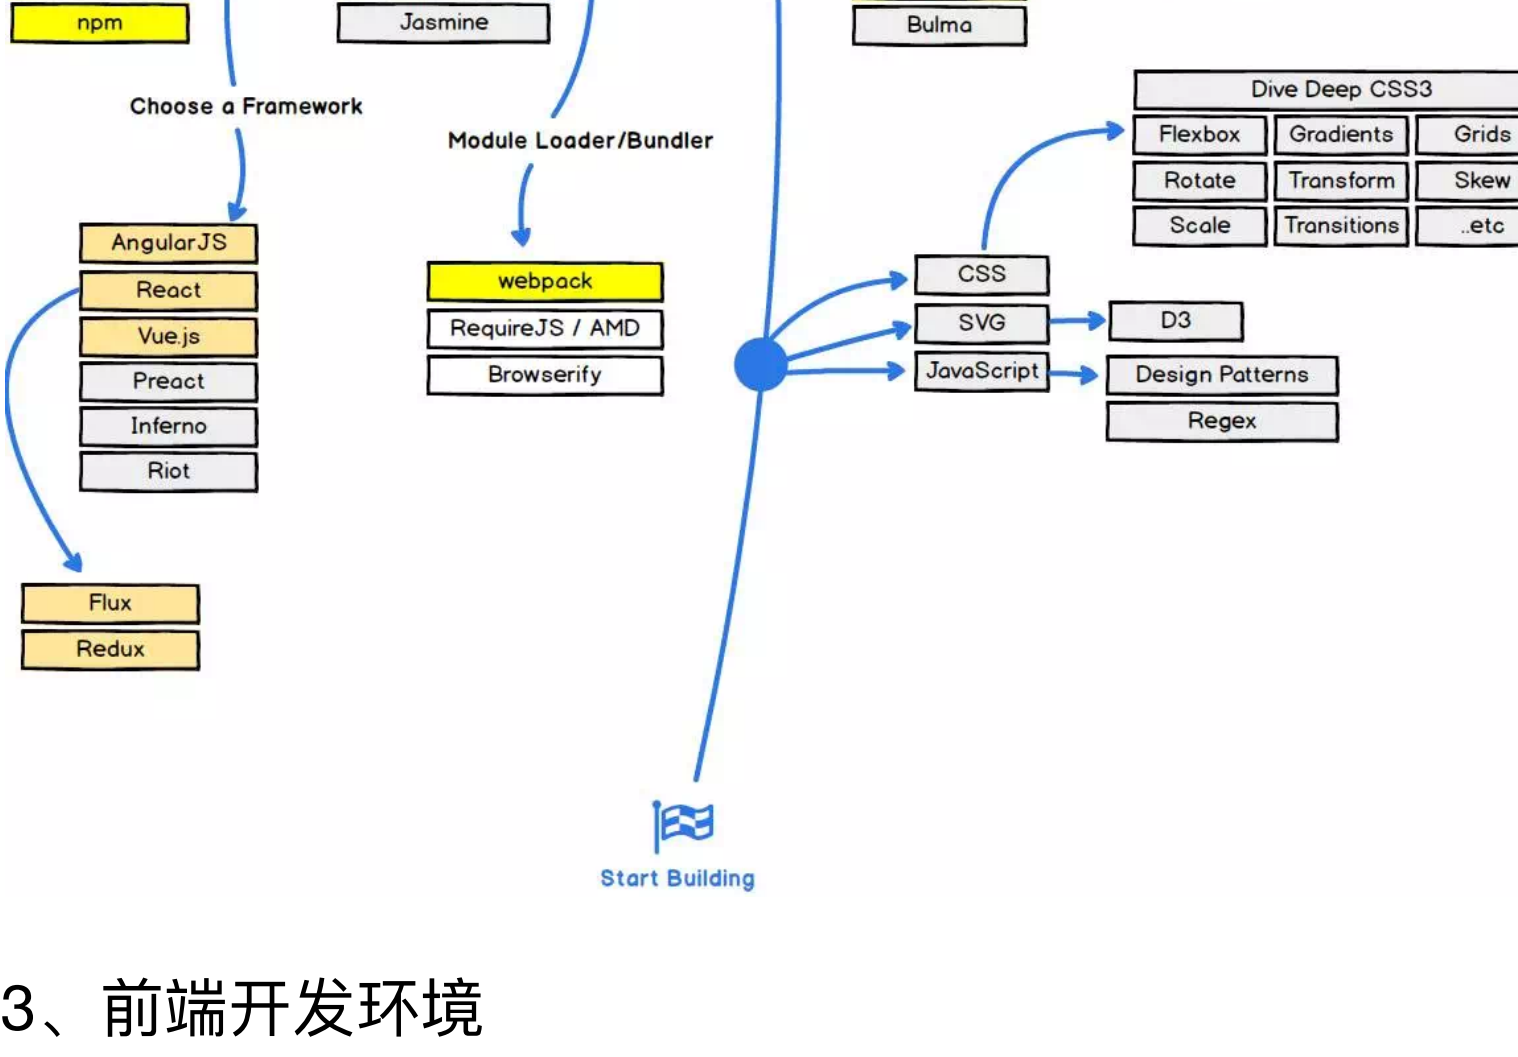 npm
Jasmine
Bulma
Choose a Framework
Module Loader/Bundler
Dive Deep CSS3
Flexbox
Gradients
Grids
Rotate
Transform
Skew
Scale
Transitions
..etc
AngularJS
React
Vue.js
Preact
Inferno
Riot
webpack
RequireJS / AMD
Browserify
CSS
SVG
D3
JavaScript
Design Patterns
Regex
Flux
Redux
Start Building
3、前端开发环境